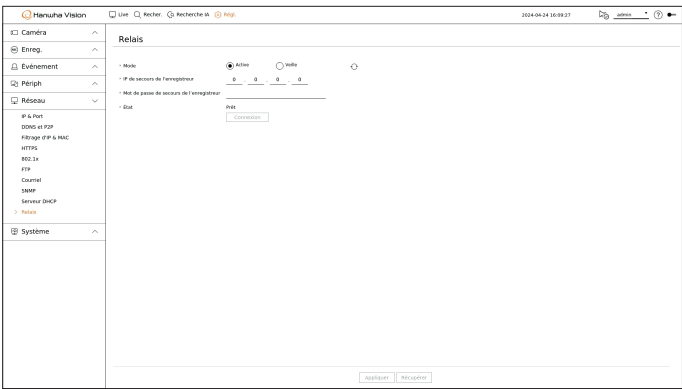 Hanwha Vision
Live Recher. Recherche IA Régl.
2024-04-24 16:09:27
admin
Caméra
Enreg.
Événement
Périph
Réseau
IP & Port
DDNS et P2P
Filtrage d'IP & MAC
HTTPS
802.1x
FTP
Courriel
SNMP
Serveur DHCP
Relais
Système
Relais
Mode Active Veille
IP de secours de l'enregistreur 0 . 0 . 0 . 0
Mot de passe de secours de l'enregistreur
Etat Prêt
Connexion
Appliquer Récupérer